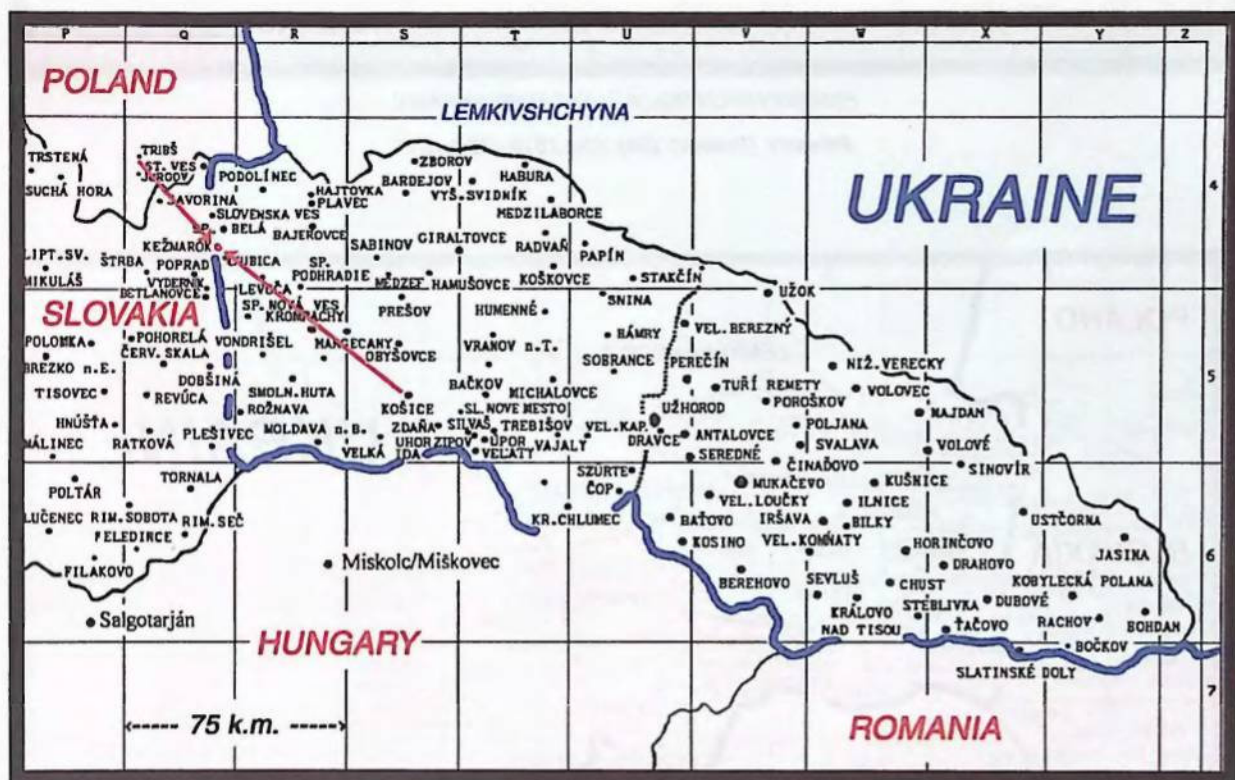 P Q R S T U V W X Y Z
POLAND
LEMKIVSHCHYNA
UKRAINE
TRIBŠ
TRSTENÁ
ST. VES
ZBOROV
JURGOV
PODOLÍNEC
HABURA
4
SUCHÁ HORA
HAJTOVKA
BARDEJOV
JAVORINA
PLAVEC
VYŠ.SVIDNÍK
SLOVENSKA VES
MEDZILABORCE
SP.
BELÁ
BAJEROVCE
GIRALTOVCE
KEŽMAROK
SABINOV
RADVAŇ
PAPÍN
LIPT.SV.
ŠTRBA
ĽUBICA
SP.
MIKULÁŠ
POPRAD
PODHRADIE
KOŠKOVCE
STAKČÍN
VYDERNÍK
LEVOČA
MEDZEF
HAMUŠOVCE
BETLANOVCE
SP.NOVÁ VES
PREŠOV
HUMENNÉ
SNINA
UŽOK
SLOVAKIA
KROMPACHY
POLOMKA
POHORELÁ
VONDRIŠEL
MARGECANY
HÁMRY
VEL.BEREZNÝ
ČERV.SKALA
OBYŠOVCE
VRANOV n.T.
SOBRANCE
PEREČÍN
BREZKO n.E.
NIŽ.VERECKY
DOBŠINÁ
BAČKOV
5
TISOVEC
REVÚCA
SMOLN.HUTA
MICHALOVCE
TUŘÍ REMETY
VOLOVEC
KOŠICE
POROŠKOV
ROŽNAVA
SL.NOVE MESTO
UŽHOROD
MAJDAN
HNÚŠŤA
PLEŠIVEC
MOLDAVA n.B.
ZDAŇA
SILVAŠ
TREBIŠOV
VEL.KAP.
POLJANA
MÁLINEC
RATKOVÁ
UHORZIPOV
UPOR
VAJALY
DRAVCE
ANTALOVCE
SVALAVA
VOLOVÉ
VELKÁ IDA
VELATY
SEREDNÉ
TORNALA
SZÜRTE
ČINAĎOVO
SINOVÍR
POLTÁR
ČOP
MUKAČEVO
KUŠNICE
VEL.LOUČKY
ILNICE
LUČENEC
RIM.SOBOTA
RIM.SEČ
KR.CHLUMEC
BAŤOVO
IRŠAVA
BILKY
USTČORNA
FELEDINCE
KOSINO
VEL.KOMŇATY
HORINČOVO
JASINA
6
FILAKOVO
Miskolc/Miškovec
BEREHOVO
SEVLUŠ
DRAHOVO
CHUST
KOBYLECKÁ POLANA
Salgotarján
KRÁLOVO
NAD TISOU
STEBLIVKA
DUBOVÉ
RACHOV
BOHDAN
HUNGARY
ŤAČOVO
BOČKOV
SLATINSKÉ DOLY
7
75 k.m.
ROMANIA